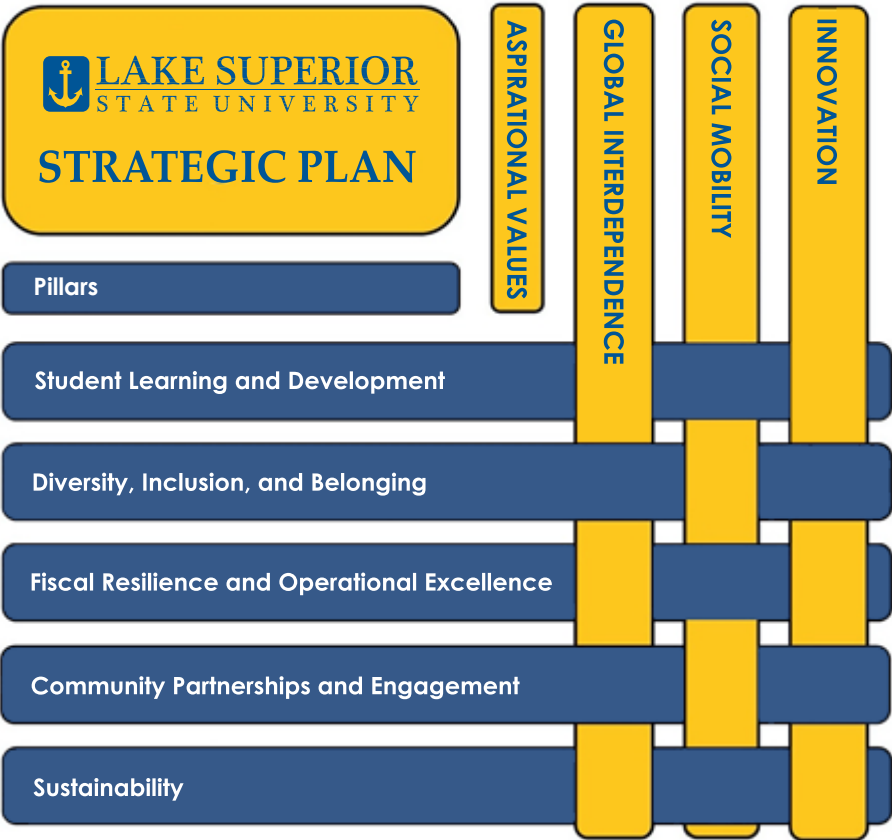 LAKE SUPERIOR
STATE UNIVERSITY
STRATEGIC PLAN
ASPIRATIONAL VALUES
GLOBAL INTERDEPENDENCE
SOCIAL MOBILITY
INNOVATION
Pillars
Student Learning and Development
Diversity, Inclusion, and Belonging
Fiscal Resilience and Operational Excellence
Community Partnerships and Engagement
Sustainability